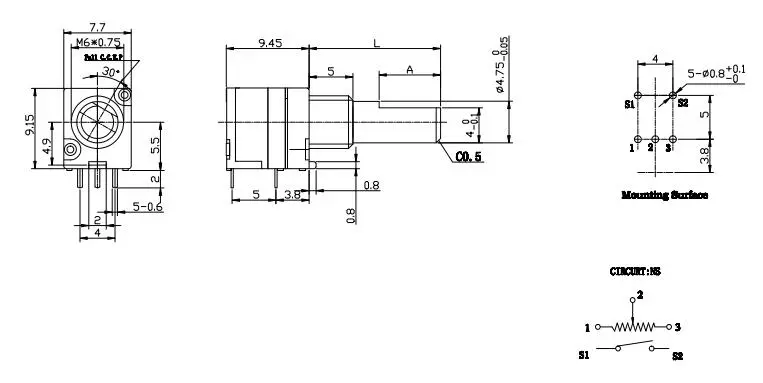 7.7
M6*0.75
Full C.C.W.P
30°
9.15
4.9
5.5
2
5-0.6
2
4
9.45
L
5
A
4 0 -0.1
ø4.75 0 -0.05
C0.5
5
3.8
0.8
0.8
4
5-ø0.8 +0.1 -0
S1
S2
5
1 2 3
3.8
Mounting Surface
CIRCURT:NS
2
1
3
S1
S2